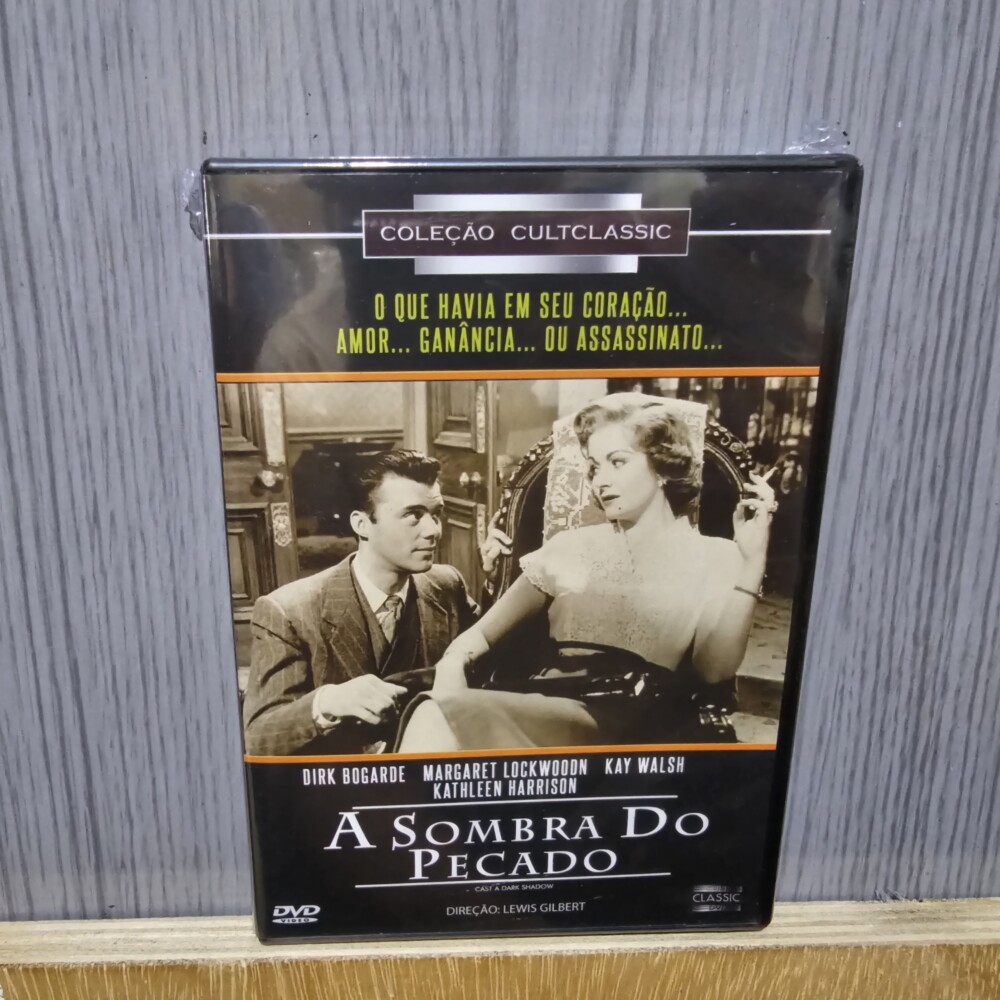 COLEÇÃO CULTCLASSIC
O QUE HAVIA EM SEU CORAÇÃO...
AMOR... GANÂNCIA... OU ASSASSINATO...
DIRK BOGARDE MARGARET LOCKWOODN KAY WALSH
KATHLEEN HARRISON
A SOMBRA DO
PECADO
CAST A DARK SHADOW
DIREÇÃO: LEWIS GILBERT
DVD
VIDEO
CLASSIC